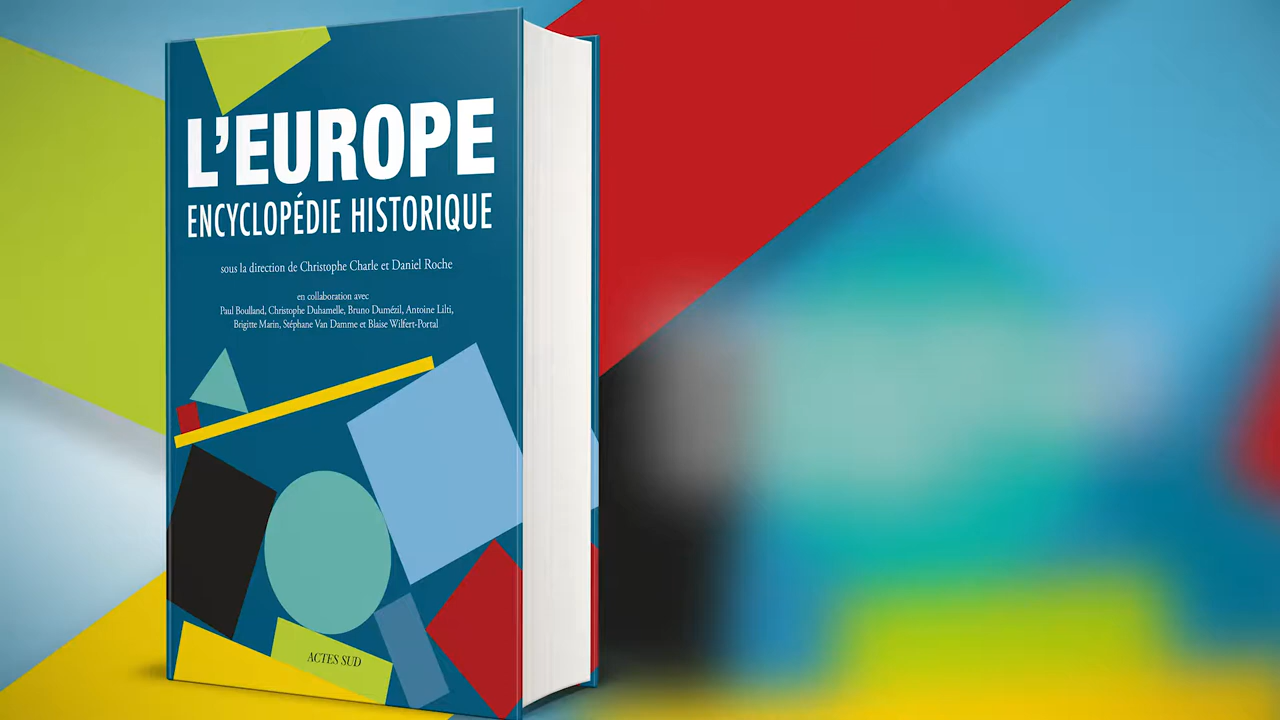 L'EUROPE
ENCYCLOPÉDIE HISTORIQUE
sous la direction de Christophe Charle et Daniel Roche
en collaboration avec
Paul Boulland, Christophe Duhamelle, Bruno Dumézil, Antoine Lilti,
Brigitte Marin, Stéphane Van Damme et Blaise Wilfert-Portal
ACTES SUD